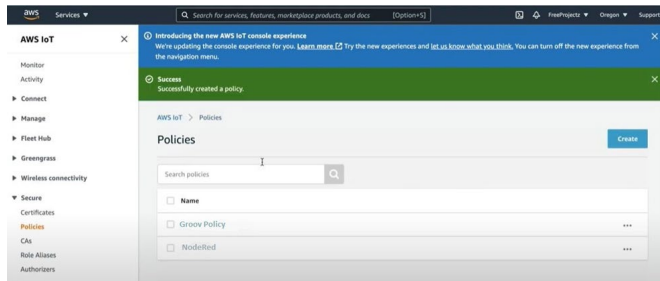 aws
Services ▼
Search for services, features, marketplace products, and docs [Option+S]
FreeProjectz ▼
Oregon ▼
Support
AWS IoT
Monitor
Activity
Connect
Manage
Fleet Hub
Greengrass
Wireless connectivity
Secure
Certificates
Policies
CAs
Role Aliases
Authorizers
Introducing the new AWS IoT console experience
We're updating the console experience for you. Learn more Try the new experiences and let us know what you think. You can turn off the new experience from
the navigation menu.
Success
Successfully created a policy.
AWS IoT > Policies
Policies
Create
Search policies
Name
Groov Policy
NodeRed